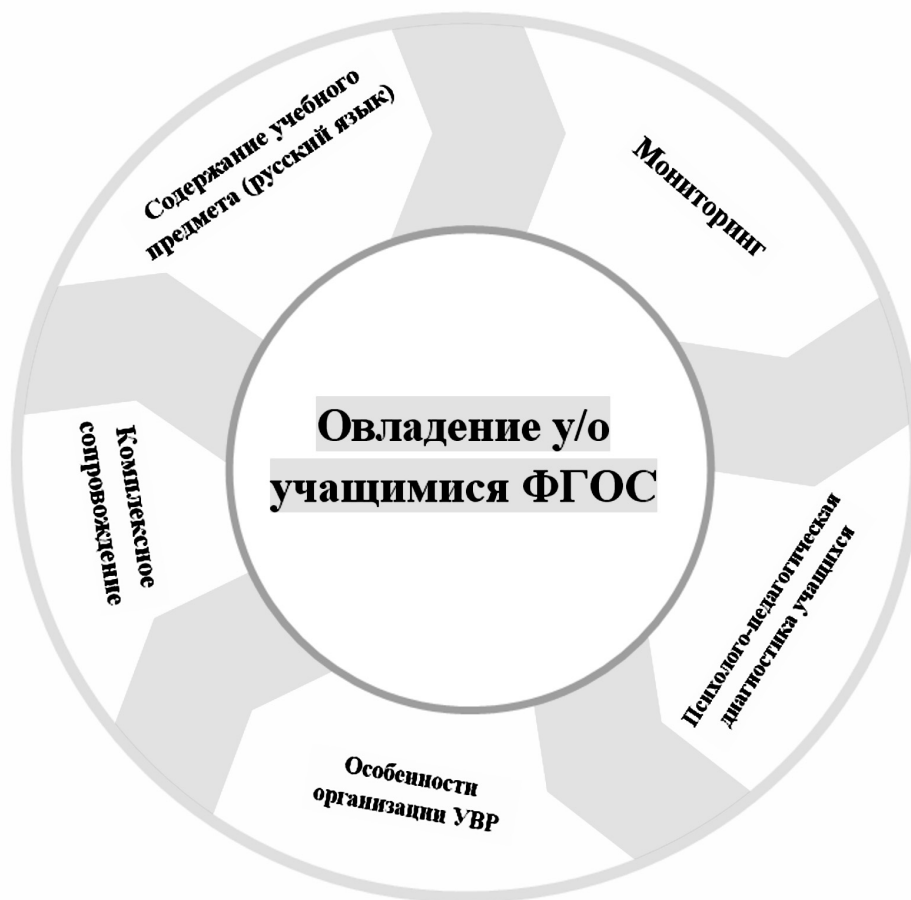 Содержание учебного
предмета (русский язык)
Мониторинг
Овладение у/о
учащимися ФГОС
Комплексное
сопровождение
Психолого-педагогическая
диагностика учащихся
Особенности
организации УВР